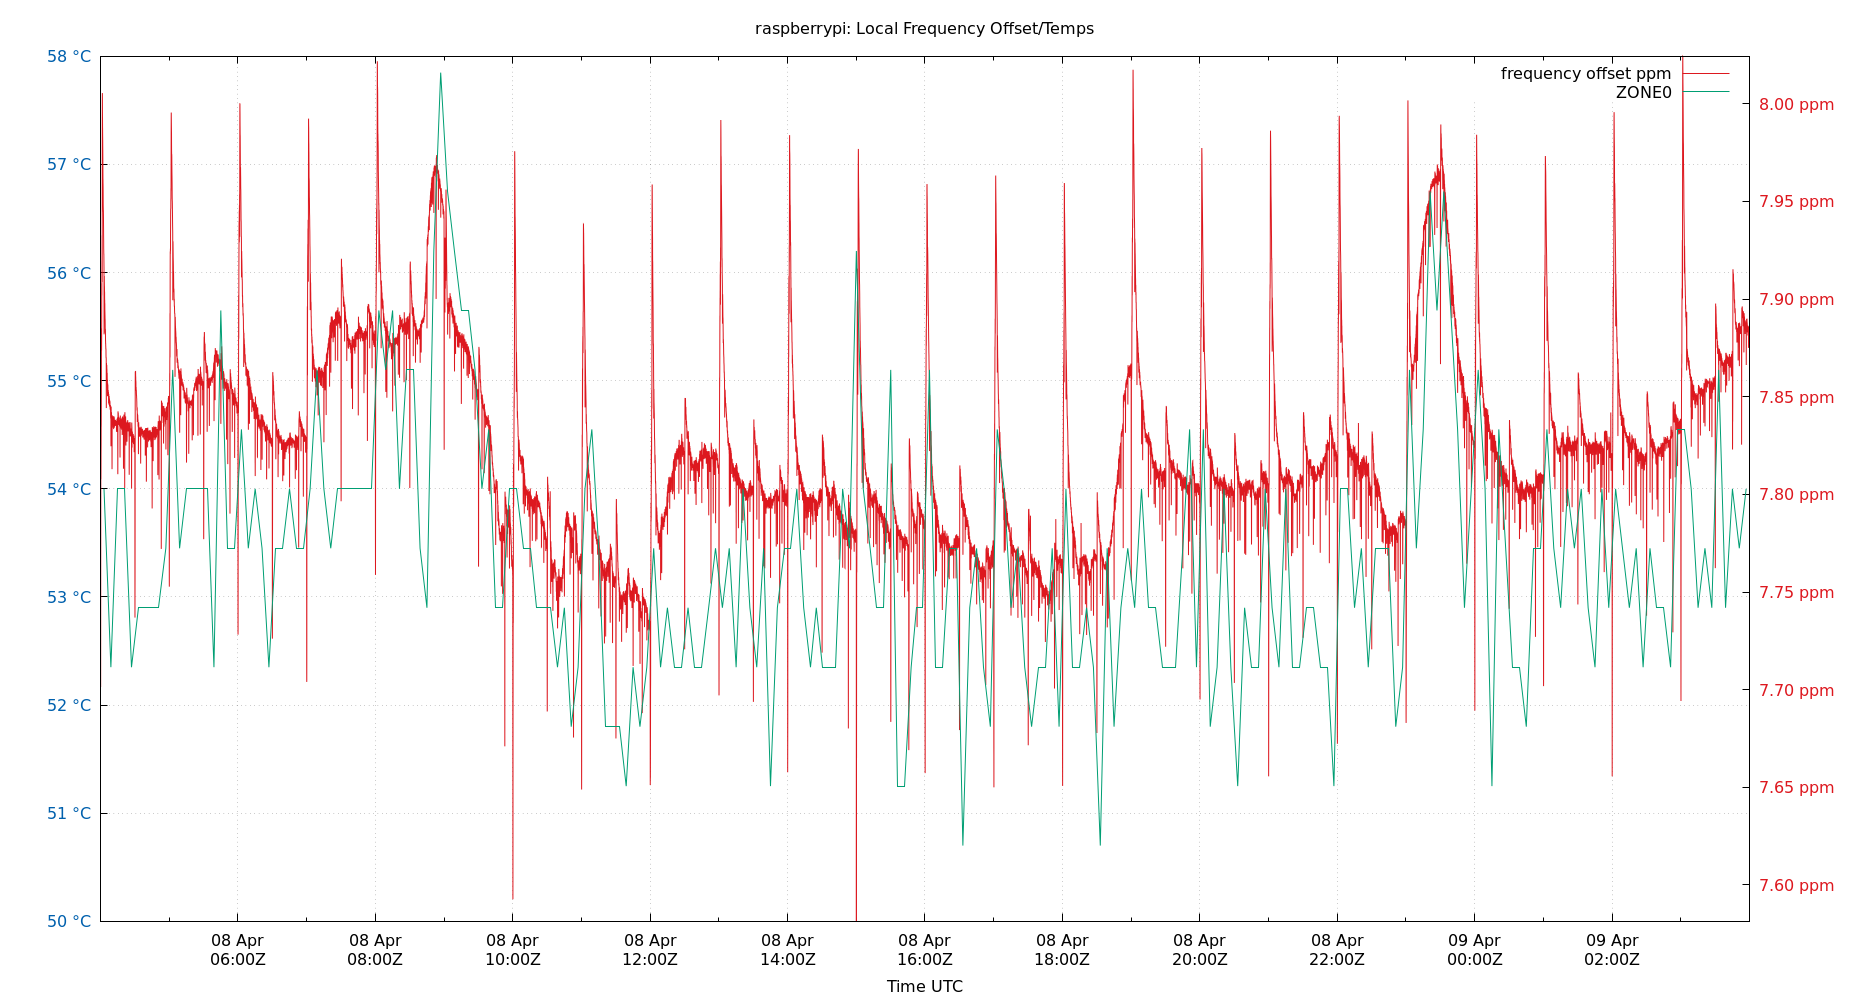 raspberrypi: Local Frequency Offset/Temps
58 °C
57 °C
56 °C
55 °C
54 °C
53 °C
52 °C
51 °C
50 °C
frequency offset ppm
ZONE0
8.00 ppm
7.95 ppm
7.90 ppm
7.85 ppm
7.80 ppm
7.75 ppm
7.70 ppm
7.65 ppm
7.60 ppm
08 Apr
06:00Z
08 Apr
08:00Z
08 Apr
10:00Z
08 Apr
12:00Z
08 Apr
14:00Z
08 Apr
16:00Z
08 Apr
18:00Z
08 Apr
20:00Z
08 Apr
22:00Z
09 Apr
00:00Z
09 Apr
02:00Z
Time UTC